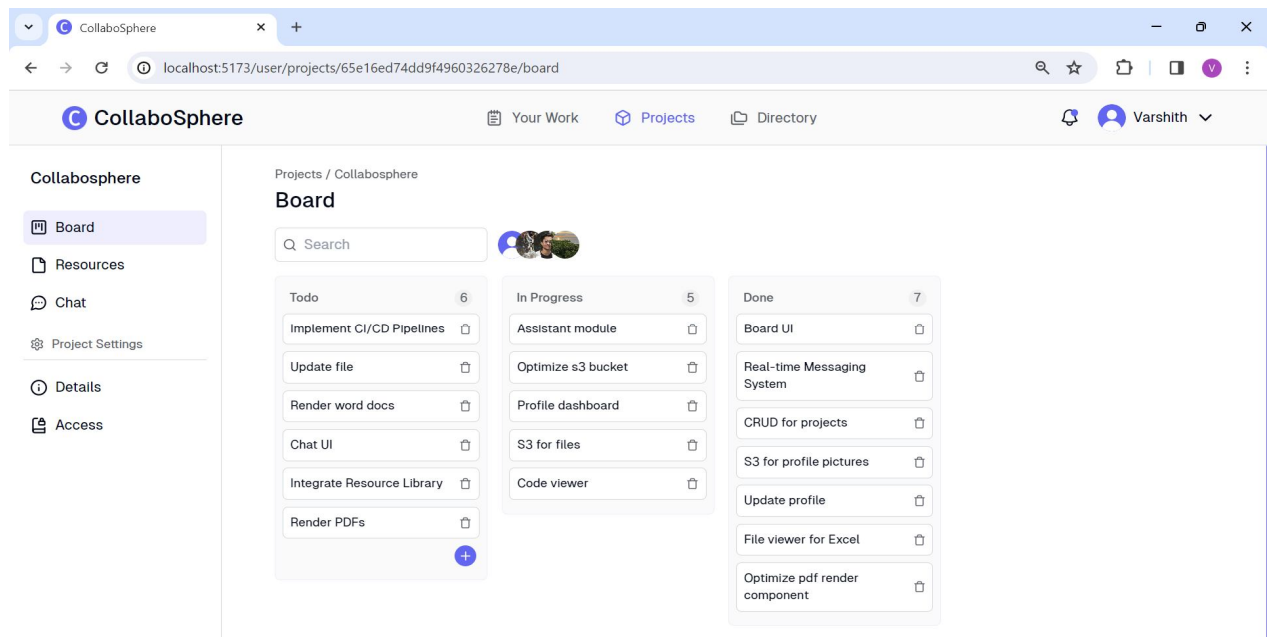 CollaboSphere
localhost:5173/user/projects/65e16ed74dd9f4960326278e/board
V
C CollaboSphere
Your Work
Projects
Directory
Varshith
Collabosphere
Board
Resources
Chat
Project Settings
Details
Access
Projects / Collabosphere
Board
Search
Todo 6
Implement CI/CD Pipelines
Update file
Render word docs
Chat UI
Integrate Resource Library
Render PDFs
In Progress 5
Assistant module
Optimize s3 bucket
Profile dashboard
S3 for files
Code viewer
Done 7
Board UI
Real-time Messaging
System
CRUD for projects
S3 for profile pictures
Update profile
File viewer for Excel
Optimize pdf render
component